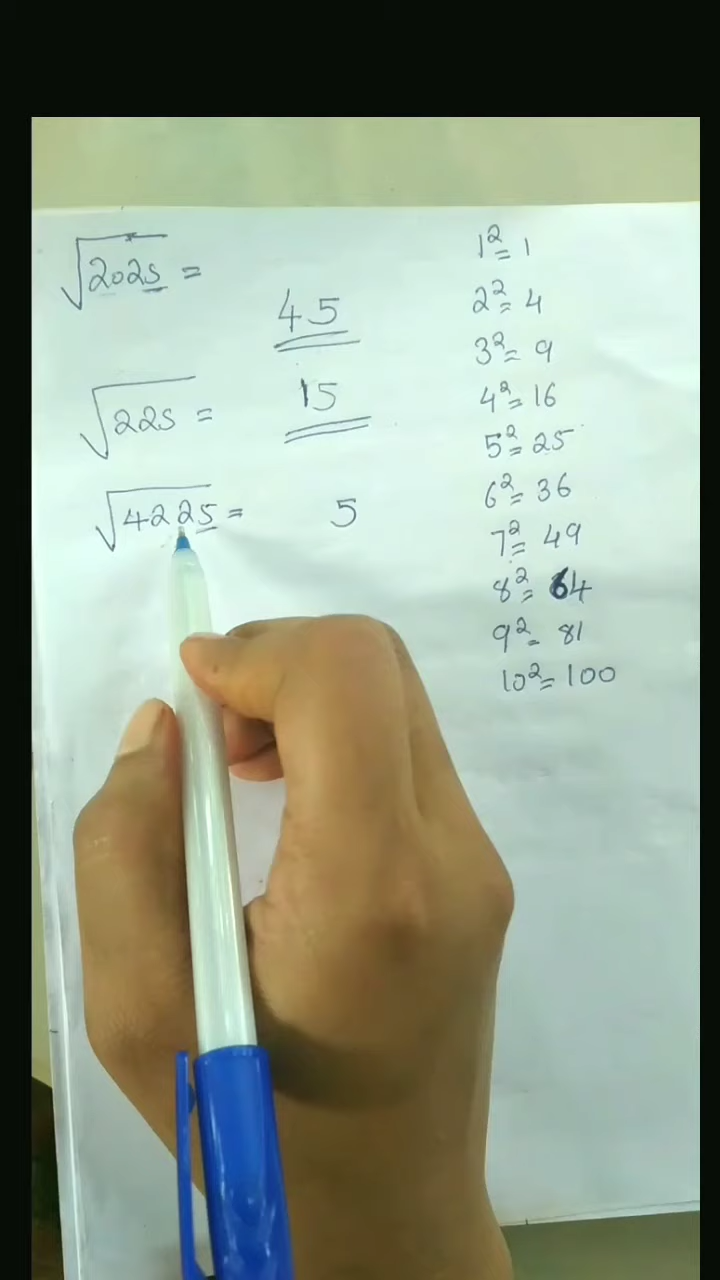 √2025 = 45
√225 = 15
√4225 = 5
1² = 1
2² = 4
3² = 9
4² = 16
5² = 25
6² = 36
7² = 49
8² = 64
9² = 81
10² = 100